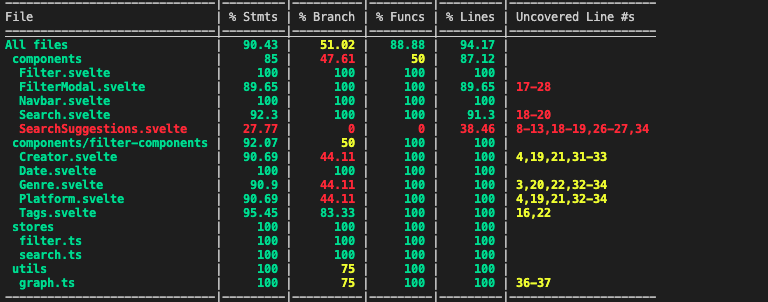 File | % Stmts | % Branch | % Funcs | % Lines | Uncovered Line #s
All files | 90.43 | 51.02 | 88.88 | 94.17 |
components | 85 | 47.61 | 50 | 87.12 |
Filter.svelte | 100 | 100 | 100 | 100 |
FilterModal.svelte | 89.65 | 100 | 100 | 89.65 | 17-28
Navbar.svelte | 100 | 100 | 100 | 100 |
Search.svelte | 92.3 | 100 | 100 | 91.3 | 18-20
SearchSuggestions.svelte | 27.77 | 0 | 0 | 38.46 | 8-13,18-19,26-27,34
components/filter-components | 92.07 | 50 | 100 | 100 |
Creator.svelte | 90.69 | 44.11 | 100 | 100 | 4,19,21,31-33
Date.svelte | 100 | 100 | 100 | 100 |
Genre.svelte | 90.9 | 44.11 | 100 | 100 | 3,20,22,32-34
Platform.svelte | 90.69 | 44.11 | 100 | 100 | 4,19,21,32-34
Tags.svelte | 95.45 | 83.33 | 100 | 100 | 16,22
stores | 100 | 100 | 100 | 100 |
filter.ts | 100 | 100 | 100 | 100 |
search.ts | 100 | 100 | 100 | 100 |
utils | 100 | 75 | 100 | 100 |
graph.ts | 100 | 75 | 100 | 100 | 36-37